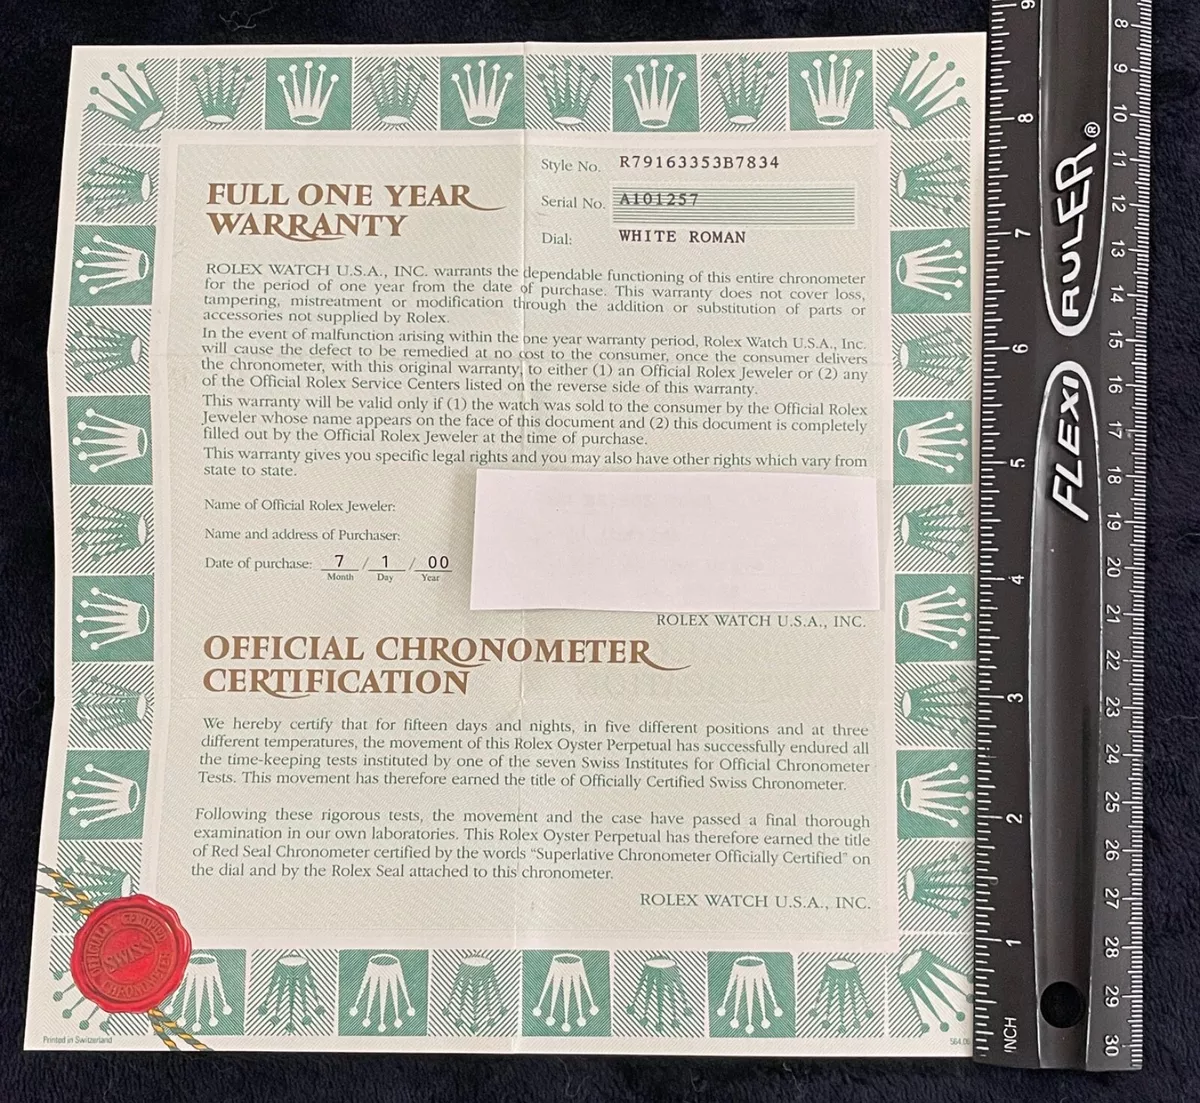 Style No. R79163353B7834
FULL ONE YEAR
WARRANTY
Serial No. A101257
Dial: WHITE ROMAN
ROLEX WATCH U.S.A., INC. warrants the dependable functioning of this entire chronometer
for the period of one year from the date of purchase. This warranty does not cover loss,
tampering, mistreatment or modification through the addition or substitution of parts or
accessories not supplied by Rolex.
In the event of malfunction arising within the one year warranty period, Rolex Watch U.S.A., Inc.
will cause the defect to be remedied at no cost to the consumer, once the consumer delivers
the chronometer, with this original warranty, to either (1) an Official Rolex Jeweler or (2) any
of the Official Rolex Service Centers listed on the reverse side of this warranty.
This warranty will be valid only if (1) the watch was sold to the consumer by the Official Rolex
Jeweler whose name appears on the face of this document and (2) this document is completely
filled out by the Official Rolex Jeweler at the time of purchase.
This warranty gives you specific legal rights and you may also have other rights which vary from
state to state.
Name of Official Rolex Jeweler:
Name and address of Purchaser:
Date of purchase: 7 / 1 / 00
Month Day Year
ROLEX WATCH U.S.A., INC.
OFFICIAL CHRONOMETER
CERTIFICATION
We hereby certify that for fifteen days and nights, in five different positions and at three
different temperatures, the movement of this Rolex Oyster Perpetual has successfully endured all
the time-keeping tests instituted by one of the seven Swiss Institutes for Official Chronometer
Tests. This movement has therefore earned the title of Officially Certified Swiss Chronometer.
Following these rigorous tests, the movement and the case have passed a final thorough
examination in our own laboratories. This Rolex Oyster Perpetual has therefore earned the title
of Red Seal Chronometer certified by the words "Superlative Chronometer Officially Certified" on
the dial and by the Rolex Seal attached to this chronometer.
ROLEX WATCH U.S.A., INC.
OFFICIALLY CERTIFIED
SWISS
CHRONOMETER
Printed in Switzerland
564.06
FLEXI RULER®
INCH
1 2 3 4 5 6 7 8 9
8 9 10 11 12 13 14 15 16 17 18 19 20 21 22 23 24 25 26 27 28 29 30